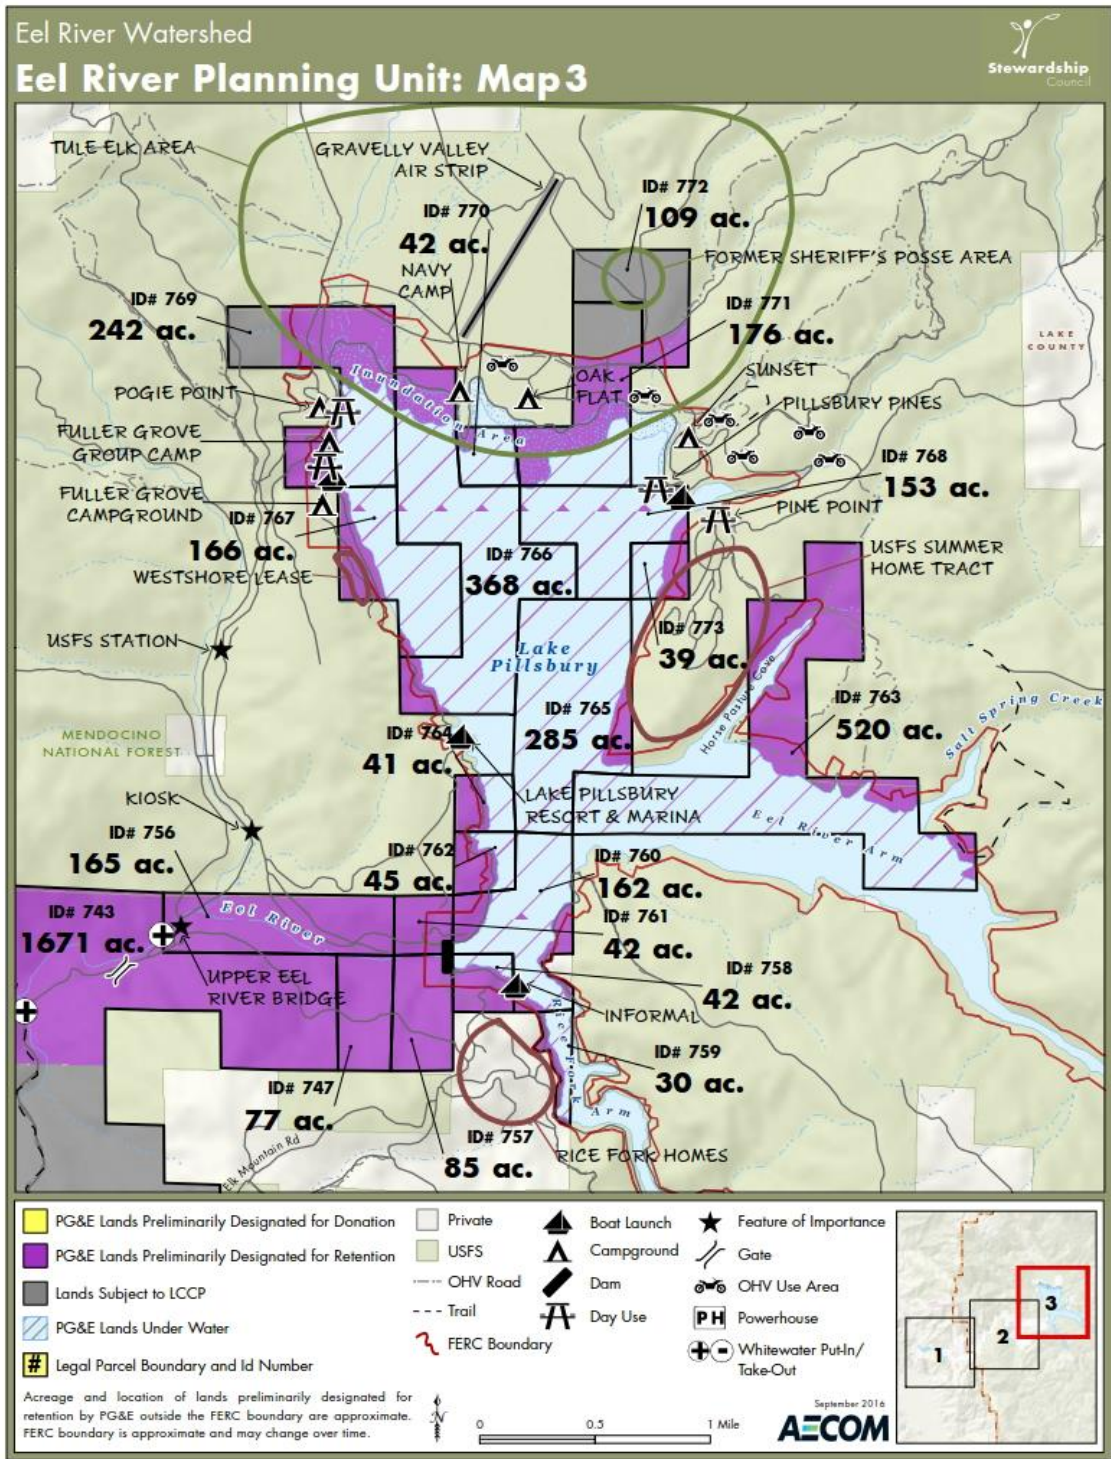 Eel River Watershed
Eel River Planning Unit: Map 3
Stewardship
Council
TULE ELK AREA
GRAVELLY VALLEY
AIR STRIP
ID# 772
109 ac.
ID# 770
42 ac.
NAVY
CAMP
FORMER SHERIFF'S POSSE AREA
ID# 769
242 ac.
ID# 771
176 ac.
LAKE
COUNTY
Inundation Area
OAK
FLAT
SUNSET
POGIE POINT
PILLSBURY PINES
FULLER GROVE
GROUP CAMP
ID# 768
153 ac.
FULLER GROVE
CAMPGROUND
PINE POINT
ID# 767
166 ac.
WESTSHORE LEASE
ID# 766
368 ac.
USFS SUMMER
HOME TRACT
USFS STATION
ID# 773
39 ac.
Lake
Pillsbury
Horse Pasture Cove
ID# 763
520 ac.
Salt Spring Creek
MENDOCINO
NATIONAL FOREST
ID# 764
41 ac.
ID# 765
285 ac.
KIOSK
LAKE PILLSBURY
RESORT & MARINA
Eel River Arm
ID# 756
165 ac.
ID# 762
45 ac.
ID# 760
162 ac.
ID# 743
1671 ac.
Eel River
ID# 761
42 ac.
UPPER EEL
RIVER BRIDGE
ID# 758
42 ac.
INFORMAL
Rice Fork Arm
ID# 759
30 ac.
ID# 747
77 ac.
Elk Mountain Rd
ID# 757
85 ac.
RICE FORK HOMES
PG&E Lands Preliminarily Designated for Donation
PG&E Lands Preliminarily Designated for Retention
Lands Subject to LCCP
PG&E Lands Under Water
# Legal Parcel Boundary and Id Number
Private
USFS
OHV Road
Trail
FERC Boundary
Boat Launch
Campground
Dam
Day Use
Feature of Importance
Gate
OHV Use Area
PH Powerhouse
Whitewater Put-In/
Take-Out
1
2
3
Acreage and location of lands preliminarily designated for
retention by PG&E outside the FERC boundary are approximate.
FERC boundary is approximate and may change over time.
N
0 0.5 1 Mile
September 2016
AECOM